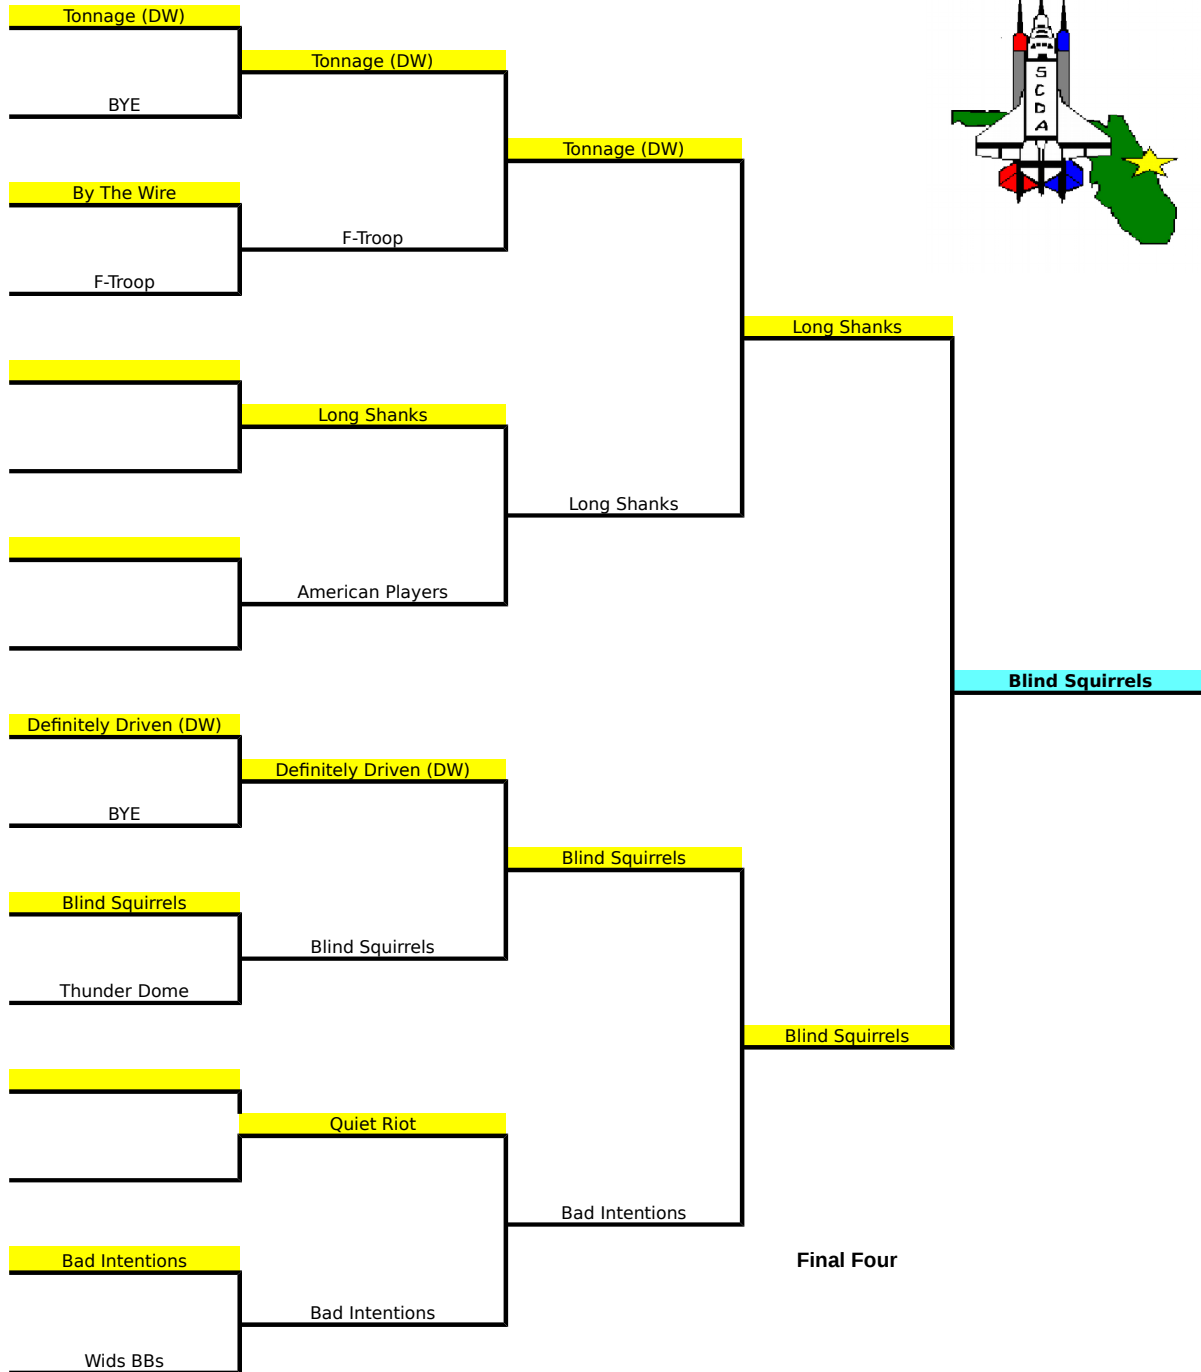 Tonnage (DW)
Tonnage (DW)
BYE
Tonnage (DW)
By The Wire
F-Troop
F-Troop
Long Shanks
Long Shanks
Long Shanks
American Players
Blind Squirrels
Definitely Driven (DW)
Definitely Driven (DW)
BYE
Blind Squirrels
Blind Squirrels
Blind Squirrels
Thunder Dome
Blind Squirrels
Quiet Riot
Bad Intentions
Bad Intentions
Final Four
Bad Intentions
Wids BBs
S
C
D
A